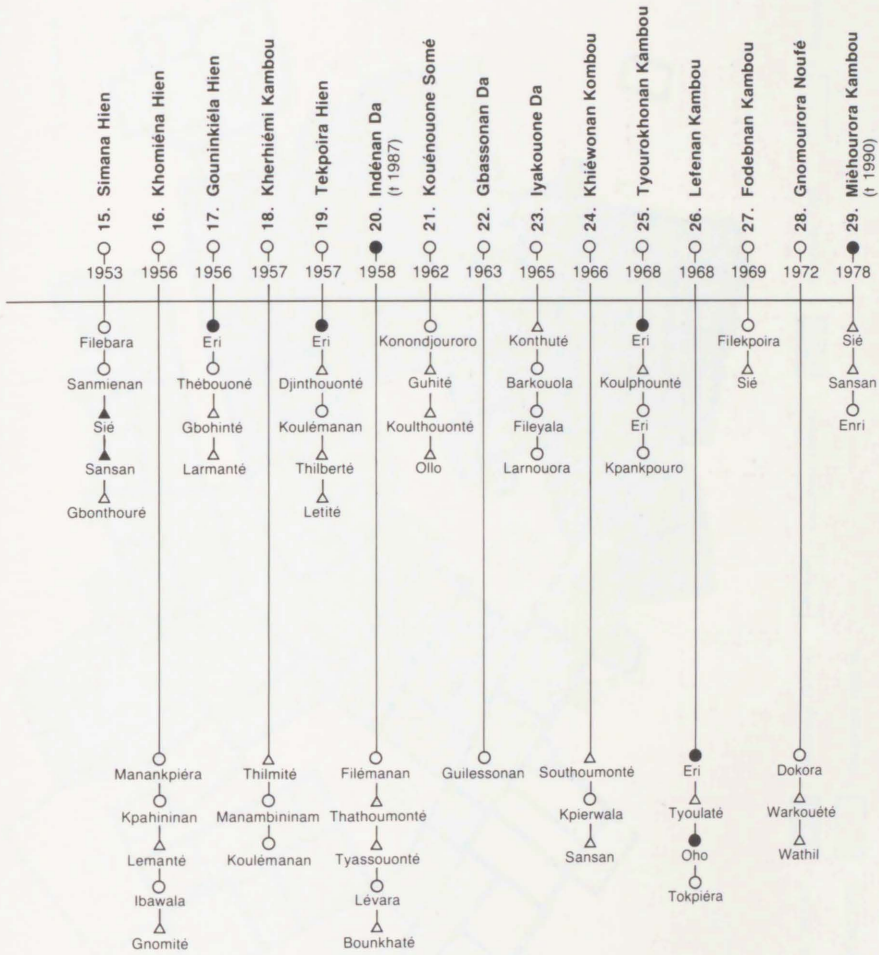 15. Simana Hien
16. Khomiéna Hien
17. Gouninkiéla Hien
18. Kherhiémi Kambou
19. Tekpoira Hien
20. Indénan Da
(† 1987)
21. Kouénouone Somé
22. Gbassonan Da
23. Iyakouone Da
24. Khiéwonan Kombou
25. Tyourokhonan Kambou
26. Lefenan Kambou
27. Fodebnan Kambou
28. Gnomourora Noufé
29. Miéhourora Kambou
(† 1990)
1953 1956 1956 1957 1957 1958 1962 1963 1965 1966 1968 1968 1969 1972 1978
Filebara Eri Eri Konondjouroro Konthuté Eri Filekpoira Sié
Sanmienan Thébouoné Djinthouonté Guhité Barkouola Koulphounté Sié Sansan
Sié Gbohinté Koulémanan Koulthouonté Fileyala Eri Enri
Sansan Larmanté Thilberté Ollo Larnouora Kpankpouro
Gbonthouré Letité
Manankpiéra Thilmité Filémanan Guilessonan Southoumonté Eri Dokora
Kpahininan Manambininam Thathoumonté Kpierwala Tyoulaté Warkouété
Lemanté Koulémanan Tyassouonté Sansan Oho Wathil
Ibawala Lévara Tokpiéra
Gnomité Bounkhaté